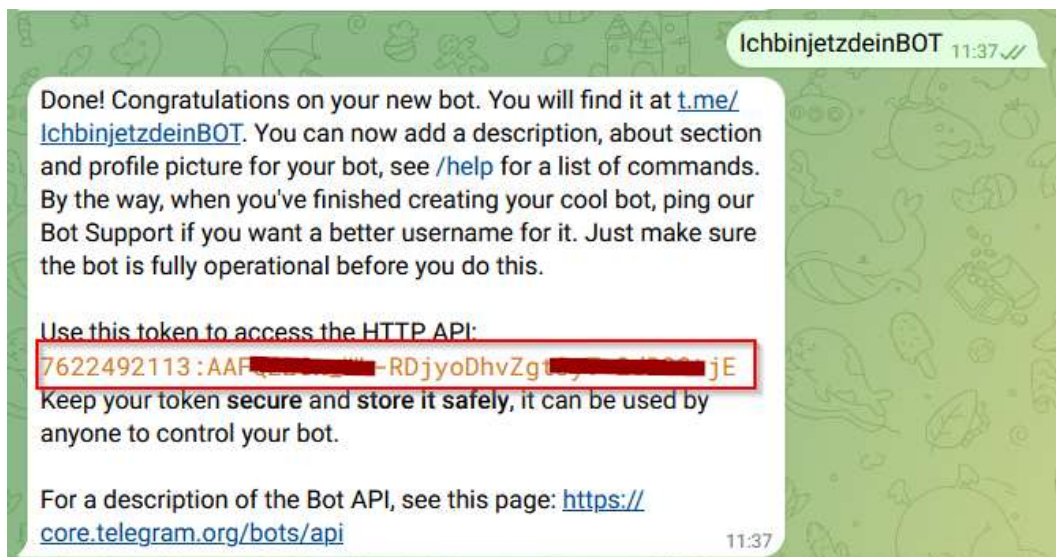 IchbinjetzdeinBOT 11:37
Done! Congratulations on your new bot. You will find it at t.me/
IchbinjetzdeinBOT. You can now add a description, about section
and profile picture for your bot, see /help for a list of commands.
By the way, when you've finished creating your cool bot, ping our
Bot Support if you want a better username for it. Just make sure
the bot is fully operational before you do this.
Use this token to access the HTTP API:
7622492113:AAF -RDjyoDhvZgt jE
Keep your token secure and store it safely, it can be used by
anyone to control your bot.
For a description of the Bot API, see this page: https://
core.telegram.org/bots/api 11:37